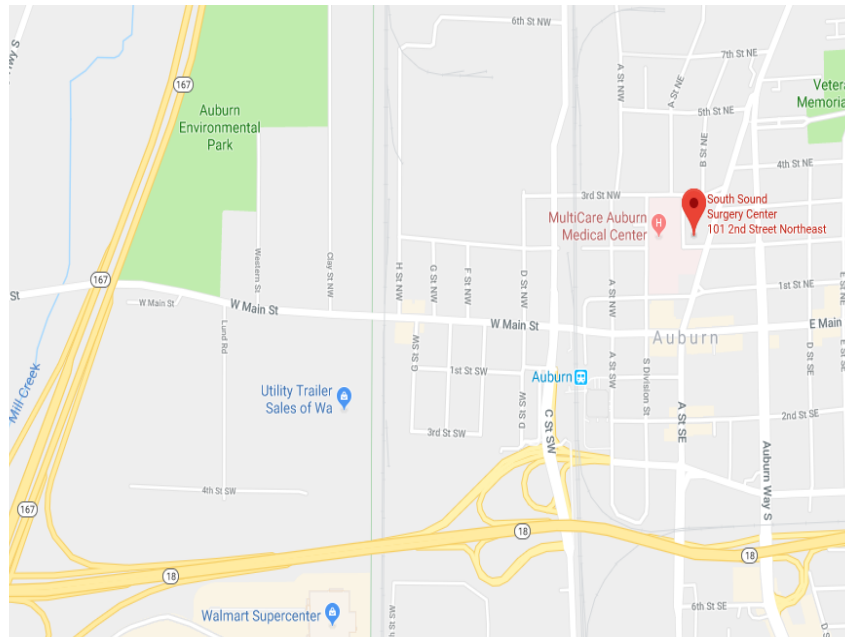 6th St NW
7th St NE
A St NW
A St NE
167
5th St NE
Auburn
Environmental
Park
B St NE
4th St NE
3rd St NW
South Sound
Surgery Center
101 2nd Street Northeast
MultiCare Auburn
Medical Center
H
Western St
Clay St NW
H St NW
G St NW
F St NW
D St NW
A St NW
1st St NE
E St NE
167
St
W Main St
W Main St
W Main St
E Main
Auburn
Lund Rd
G St SW
1st St SW
Auburn
A St SW
S Division St
D St SE
Mill Creek
Utility Trailer
Sales of Wa
D St SW
C St SW
A St SE
2nd St SE
3rd St SW
Auburn Way S
4th St SW
167
18
18
18
Walmart Supercenter
6th St SE